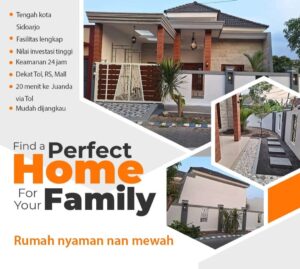 Tengah kota
Sidoarjo
Fasilitas lengkap
Nilai investasi tinggi
Keamanan 24 jam
Dekat Tol, RS, Mall
20 menit ke Juanda
via Tol
Mudah dijangkau
Find a Perfect
Home
For
Your Family
Rumah nyaman nan mewah